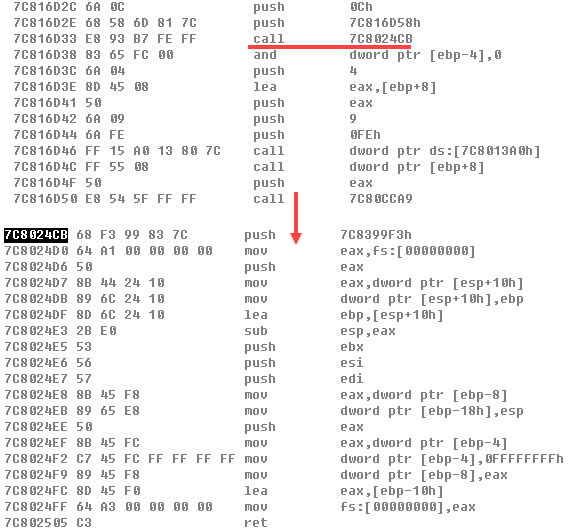 7C816D2C 6A 0C push 0Ch
7C816D2E 68 58 6D 81 7C push 7C816D58h
7C816D33 E8 93 B7 FE FF call 7C8024CB
7C816D38 83 65 FC 00 and dword ptr [ebp-4],0
7C816D3C 6A 04 push 4
7C816D3E 8D 45 08 lea eax,[ebp+8]
7C816D41 50 push eax
7C816D42 6A 09 push 9
7C816D44 6A FE push 0FEh
7C816D46 FF 15 A0 13 80 7C call dword ptr ds:[7C8013A0h]
7C816D4C FF 55 08 call dword ptr [ebp+8]
7C816D4F 50 push eax
7C816D50 E8 54 5F FF FF call 7C80CCA9
7C8024CB 68 F3 99 83 7C push 7C8399F3h
7C8024D0 64 A1 00 00 00 00 mov eax,fs:[00000000]
7C8024D6 50 push eax
7C8024D7 8B 44 24 10 mov eax,dword ptr [esp+10h]
7C8024DB 89 6C 24 10 mov dword ptr [esp+10h],ebp
7C8024DF 8D 6C 24 10 lea ebp,[esp+10h]
7C8024E3 2B E0 sub esp,eax
7C8024E5 53 push ebx
7C8024E6 56 push esi
7C8024E7 57 push edi
7C8024E8 8B 45 F8 mov eax,dword ptr [ebp-8]
7C8024EB 89 65 E8 mov dword ptr [ebp-18h],esp
7C8024EE 50 push eax
7C8024EF 8B 45 FC mov eax,dword ptr [ebp-4]
7C8024F2 C7 45 FC FF FF FF FF mov dword ptr [ebp-4],0FFFFFFFFh
7C8024F9 89 45 F8 mov dword ptr [ebp-8],eax
7C8024FC 8D 45 F0 lea eax,[ebp-10h]
7C8024FF 64 A3 00 00 00 00 mov fs:[00000000],eax
7C802505 C3 ret